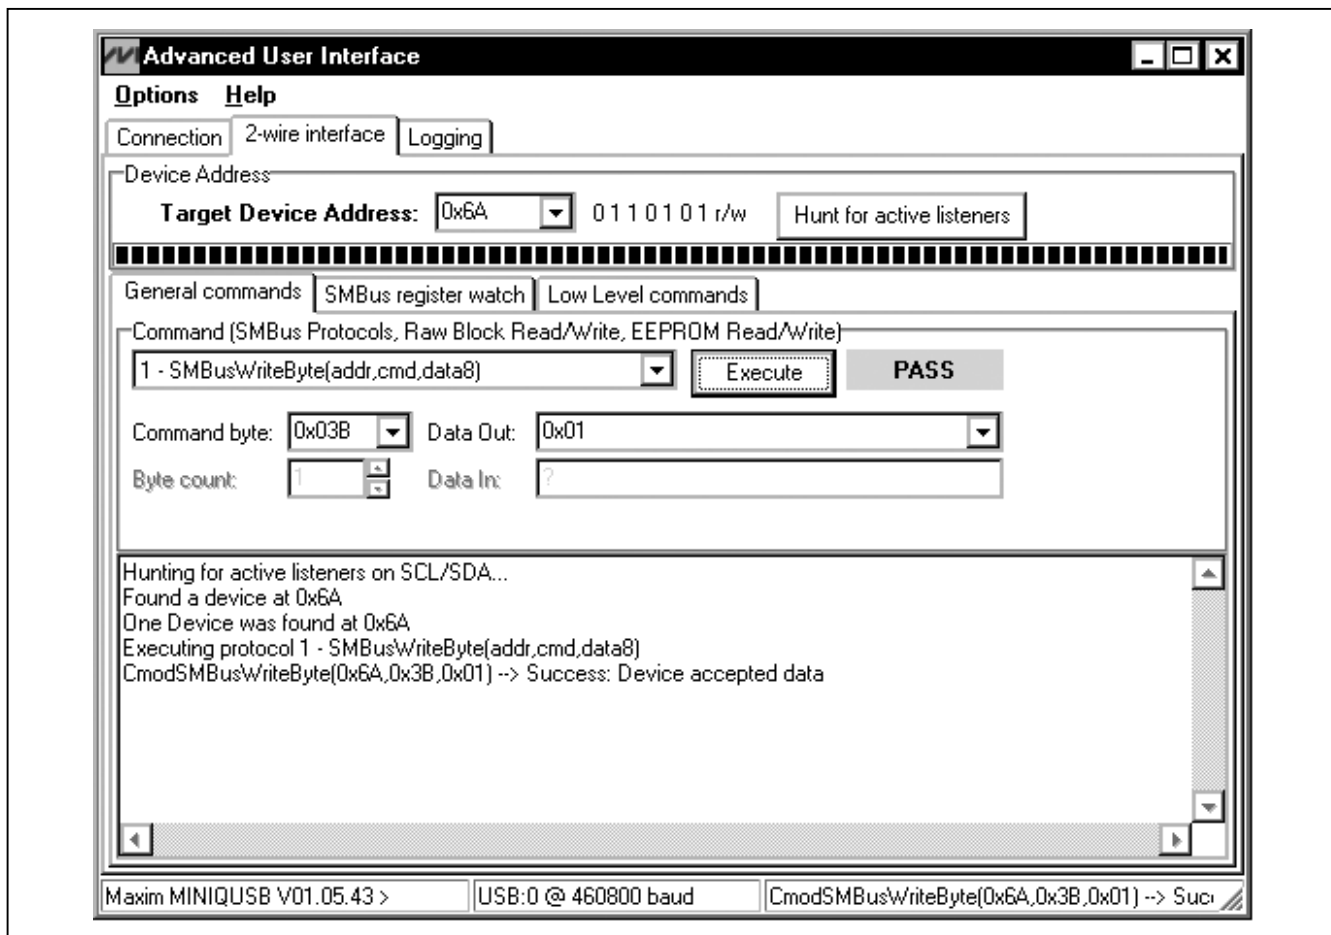 Advanced User Interface
Options Help
Connection 2-wire interface Logging
Device Address
Target Device Address: 0x6A 0 1 1 0 1 0 1 r/w Hunt for active listeners
General commands SMBus register watch Low Level commands
Command (SMBus Protocols, Raw Block Read/Write, EEPROM Read/Write)
1 - SMBusWriteByte(addr,cmd,data8) Execute PASS
Command byte: 0x03B Data Out: 0x01
Byte count: 1 Data In: ?
Hunting for active listeners on SCL/SDA...
Found a device at 0x6A
One Device was found at 0x6A
Executing protocol 1 - SMBusWriteByte(addr,cmd,data8)
CmodSMBusWriteByte(0x6A,0x3B,0x01) --> Success: Device accepted data
Maxim MINIQUSB V01.05.43 > USB:0 @ 460800 baud CmodSMBusWriteByte(0x6A,0x3B,0x01) --> Succ